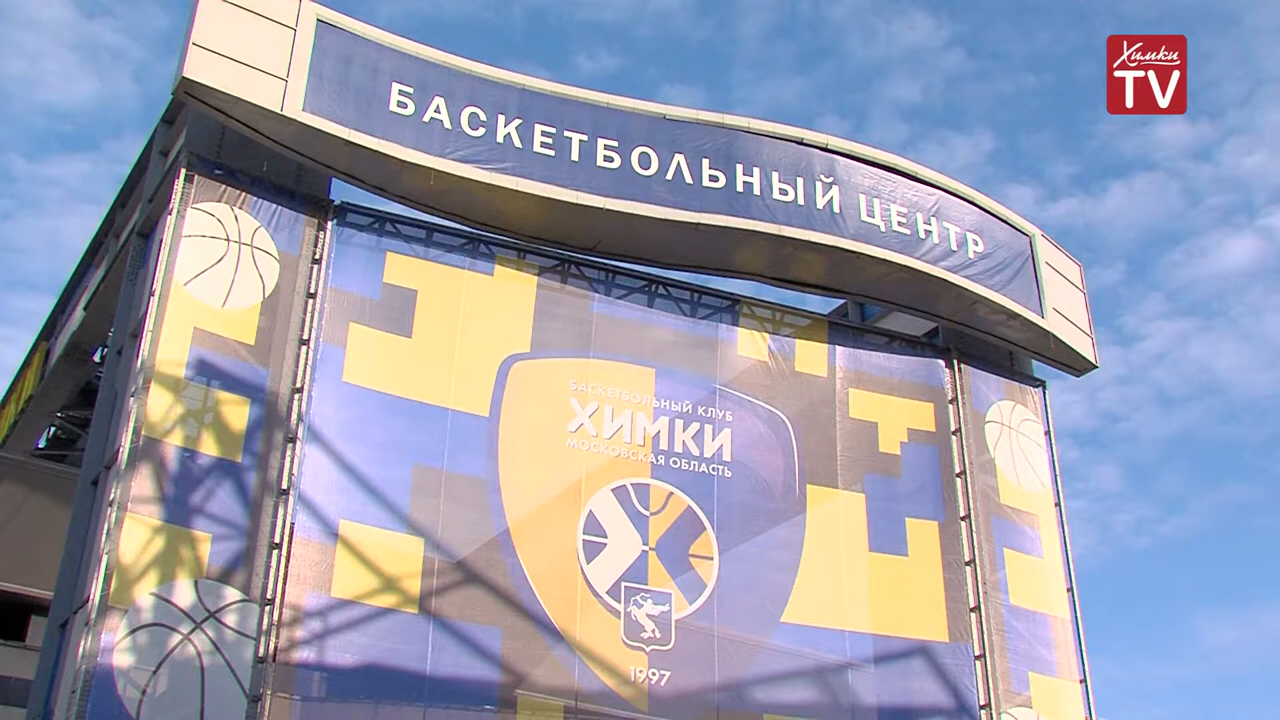 Химки
TV
БАСКЕТБОЛЬНЫЙ ЦЕНТР
БАСКЕТБОЛЬНЫЙ КЛУБ
ХИМКИ
МОСКОВСКАЯ ОБЛАСТЬ
1997